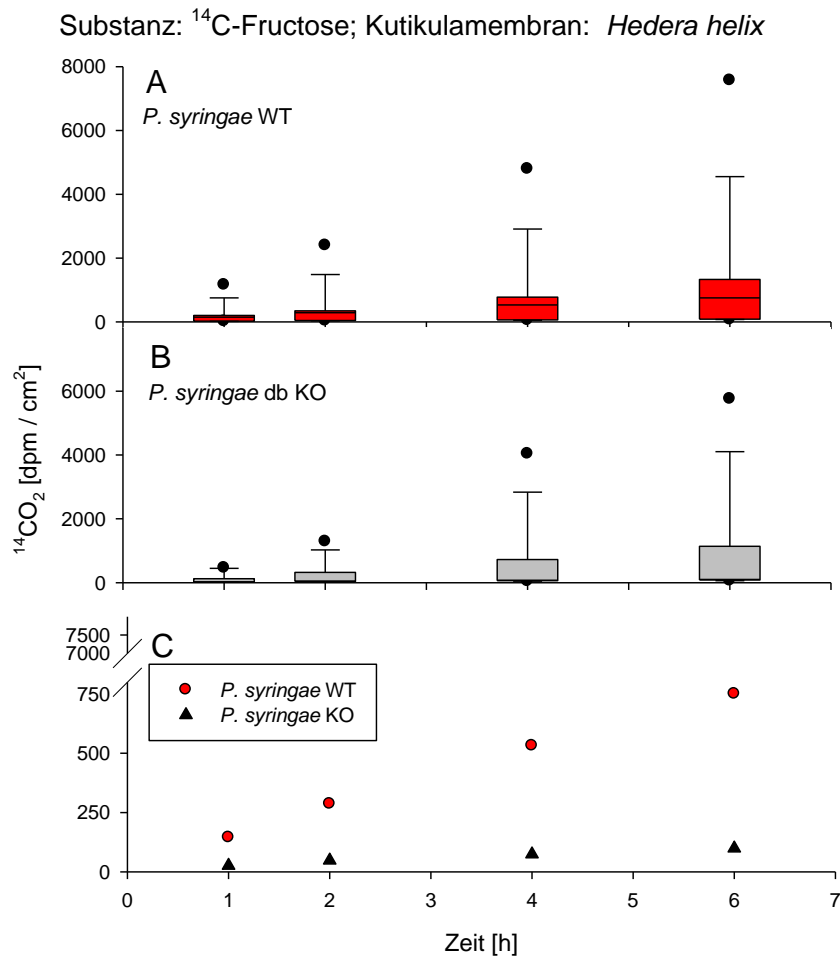 Substanz: ¹⁴C-Fructose; Kutikulamembran: Hedera helix
A
P. syringae WT
8000
6000
4000
2000
0
B
P. syringae db KO
6000
4000
2000
0
¹⁴CO₂ [dpm / cm²]
C
7500
7000
750
500
250
0
P. syringae WT
P. syringae KO
0 1 2 3 4 5 6 7
Zeit [h]